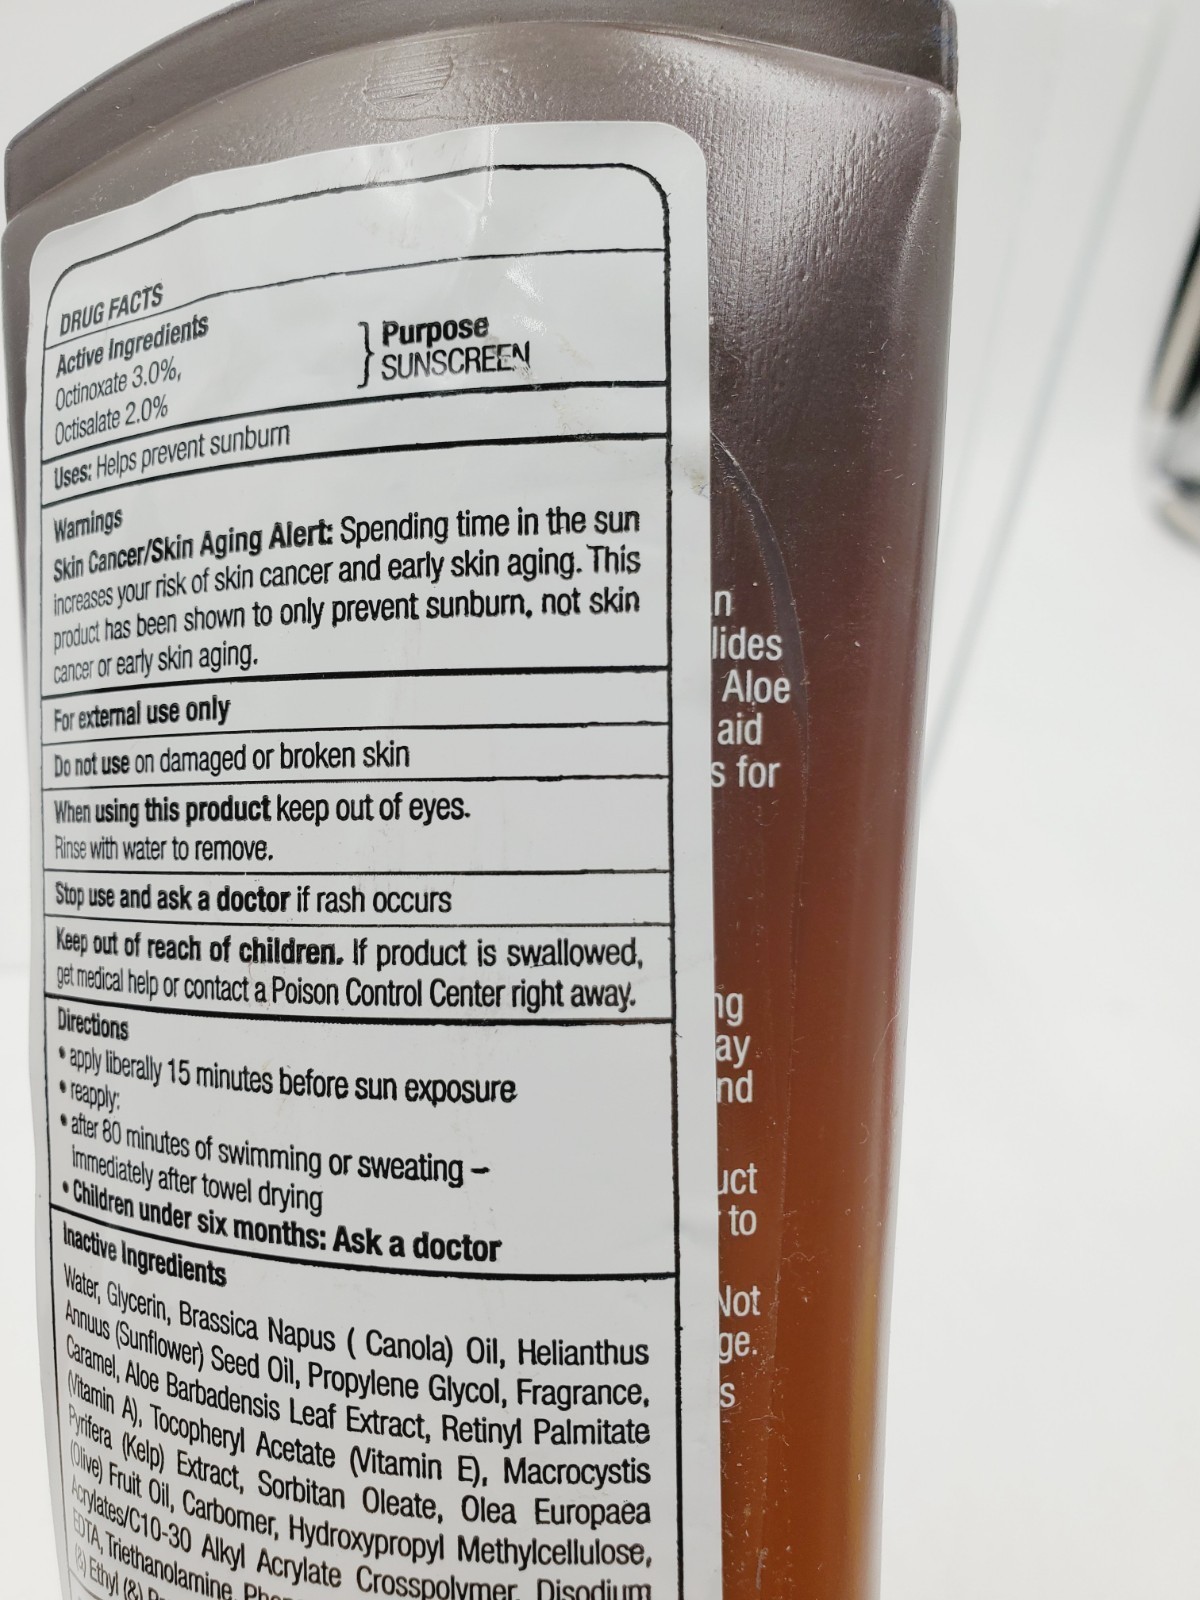 DRUG FACTS
Active Ingredients
Octinoxate 3.0%,
Octisalate 2.0%
} Purpose
SUNSCREEN
Uses: Helps prevent sunburn
Warnings
Skin Cancer/Skin Aging Alert: Spending time in the sun
increases your risk of skin cancer and early skin aging. This
product has been shown to only prevent sunburn, not skin
cancer or early skin aging.
For external use only
Do not use on damaged or broken skin
When using this product keep out of eyes.
Rinse with water to remove.
Stop use and ask a doctor if rash occurs
Keep out of reach of children. If product is swallowed,
get medical help or contact a Poison Control Center right away.
Directions
• apply liberally 15 minutes before sun exposure
• reapply:
• after 80 minutes of swimming or sweating –
immediately after towel drying
• Children under six months: Ask a doctor
Inactive Ingredients
Water, Glycerin, Brassica Napus ( Canola) Oil, Helianthus
Annuus (Sunflower) Seed Oil, Propylene Glycol, Fragrance,
Caramel, Aloe Barbadensis Leaf Extract, Retinyl Palmitate
(Vitamin A), Tocopheryl Acetate (Vitamin E), Macrocystis
Pyrifera (Kelp) Extract, Sorbitan Oleate, Olea Europaea
(Olive) Fruit Oil, Carbomer, Hydroxypropyl Methylcellulose,
Acrylates/C10-30 Alkyl Acrylate Crosspolymer, Disodium
EDTA, Triethanolamine,
(&) Ethyl (&)
n
lides
Aloe
aid
s for
ng
ay
nd
uct
to
Not
ge.
s